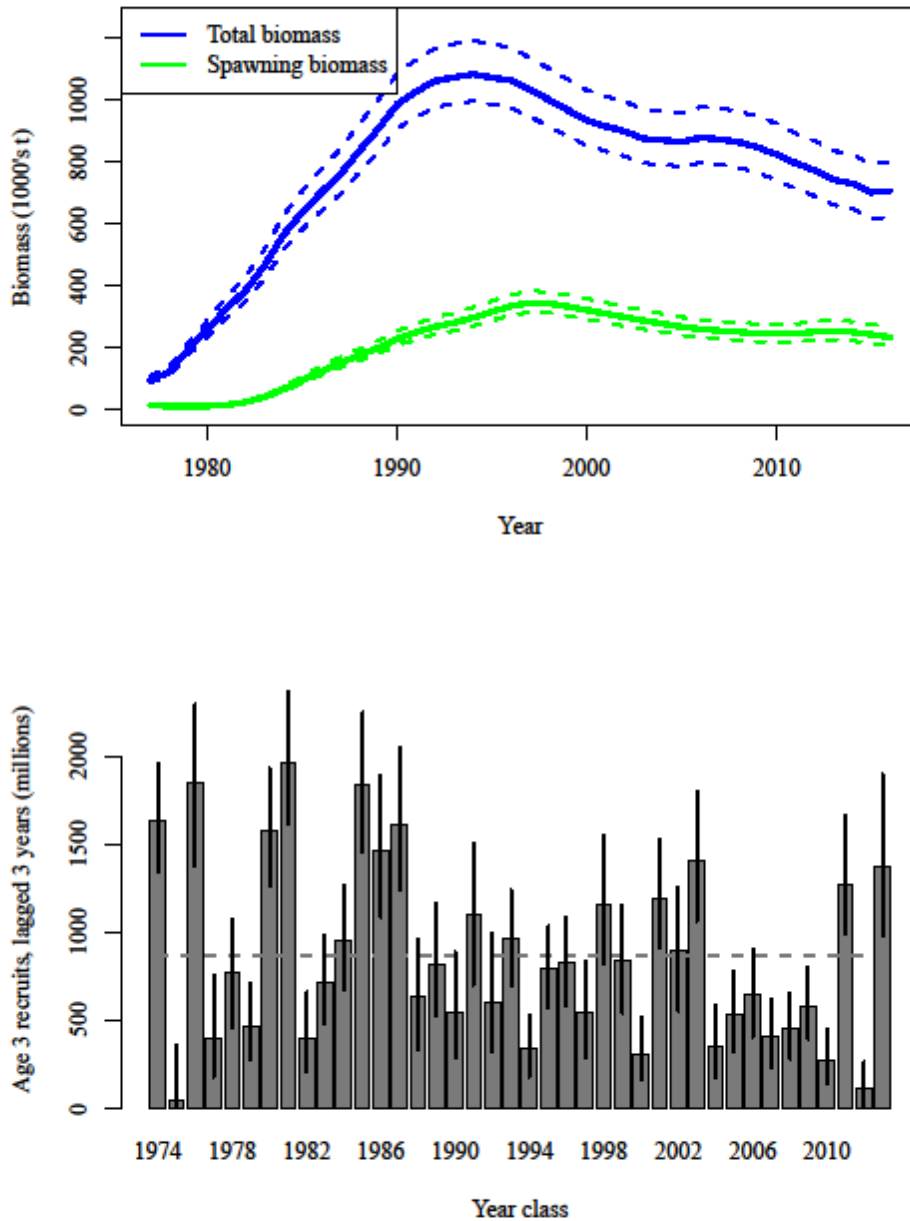 Total biomass
Spawning biomass
Biomass (1000's t)
1000
800
600
400
200
0
1980 1990 2000 2010
Year
Age 3 recruits, lagged 3 years (millions)
2000
1500
1000
500
0
1974 1978 1982 1986 1990 1994 1998 2002 2006 2010
Year class